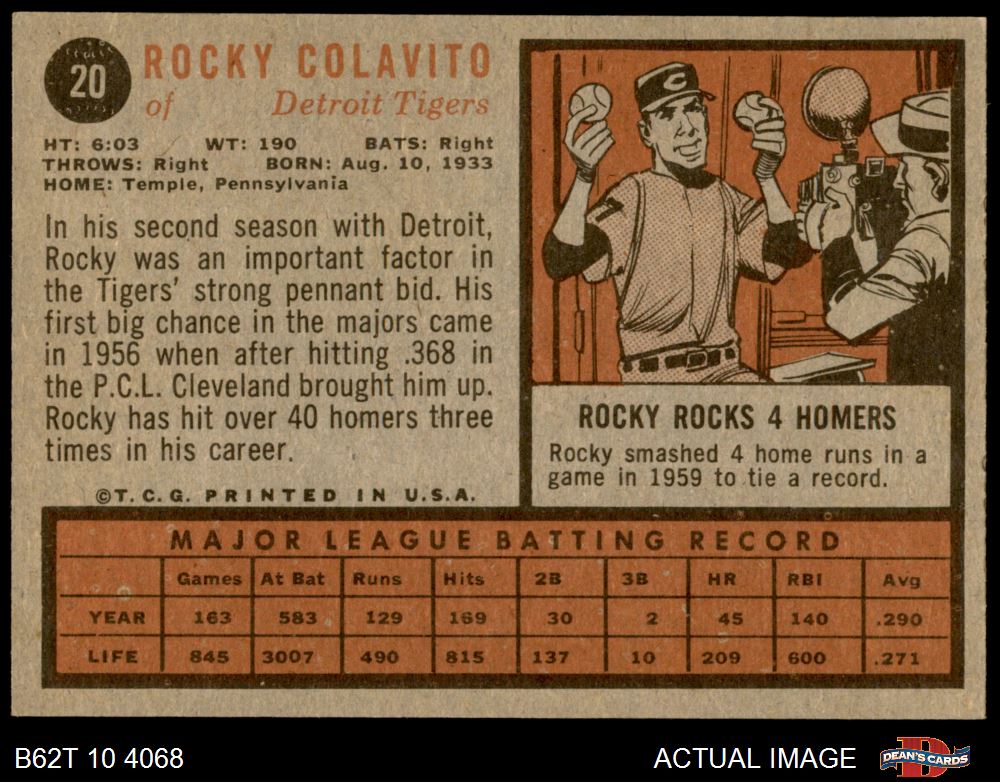 20
ROCKY COLAVITO
of Detroit Tigers
HT: 6:03 WT: 190 BATS: Right
THROWS: Right BORN: Aug. 10, 1933
HOME: Temple, Pennsylvania
In his second season with Detroit,
Rocky was an important factor in
the Tigers' strong pennant bid. His
first big chance in the majors came
in 1956 when after hitting .368 in
the P.C.L. Cleveland brought him up.
Rocky has hit over 40 homers three
times in his career.
©T.C.G. PRINTED IN U.S.A.
C
ROCKY ROCKS 4 HOMERS
Rocky smashed 4 home runs in a
game in 1959 to tie a record.
MAJOR LEAGUE BATTING RECORD
Games At Bat Runs Hits 2B 3B HR RBI Avg
YEAR 163 583 129 169 30 2 45 140 .290
LIFE 845 3007 490 815 137 10 209 600 .271
B62T 10 4068
ACTUAL IMAGE
D DEAN'S CARDS